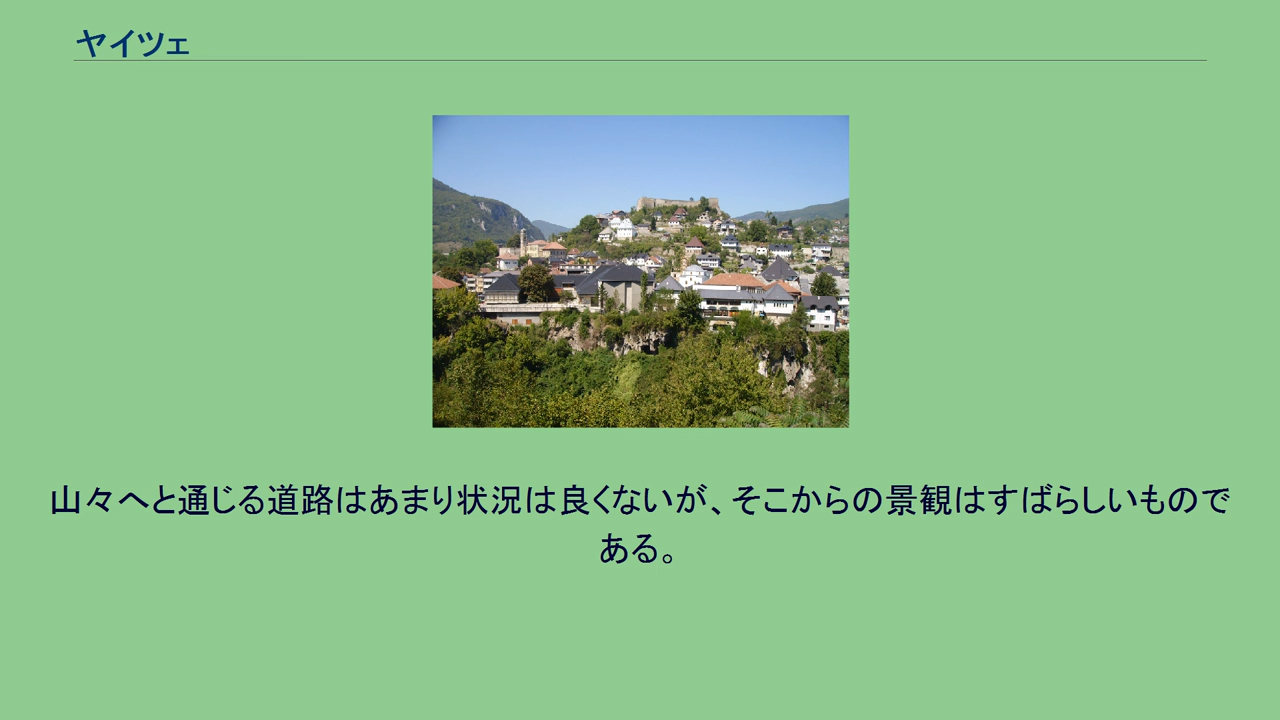 ヤイツェ
山々へと通じる道路はあまり状況は良くないが、そこからの景観はすばらしいもので
ある。